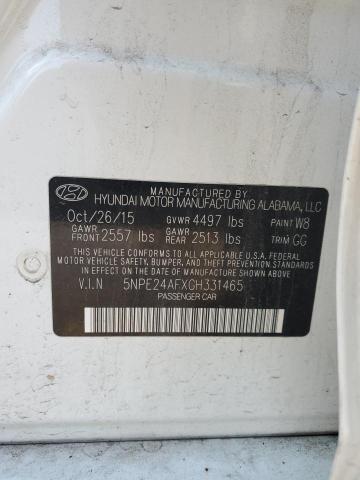 MANUFACTURED BY
HYUNDAI MOTOR MANUFACTURING ALABAMA, LLC
Oct/26/15 GVWR 4497 lbs PAINT W8
GAWR FRONT 2557 lbs GAWR REAR 2513 lbs TRIM GG
THIS VEHICLE CONFORMS TO ALL APPLICABLE U.S.A FEDERAL
MOTOR VEHICLE SAFETY, BUMPER, AND THEFT PREVENTION
STANDARDS IN EFFECT ON THE DATE OF MANUFACTURE SHOWN ABOVE.
V.I.N 5NPE24AFXGH331465
PASSENGER CAR